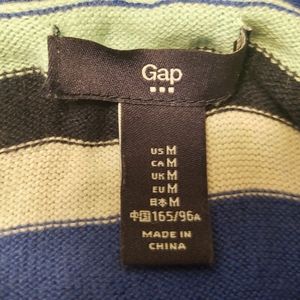 Gap
US M
CA M
UK M
EU M
日本 M
中国 165/96A
MADE IN
CHINA